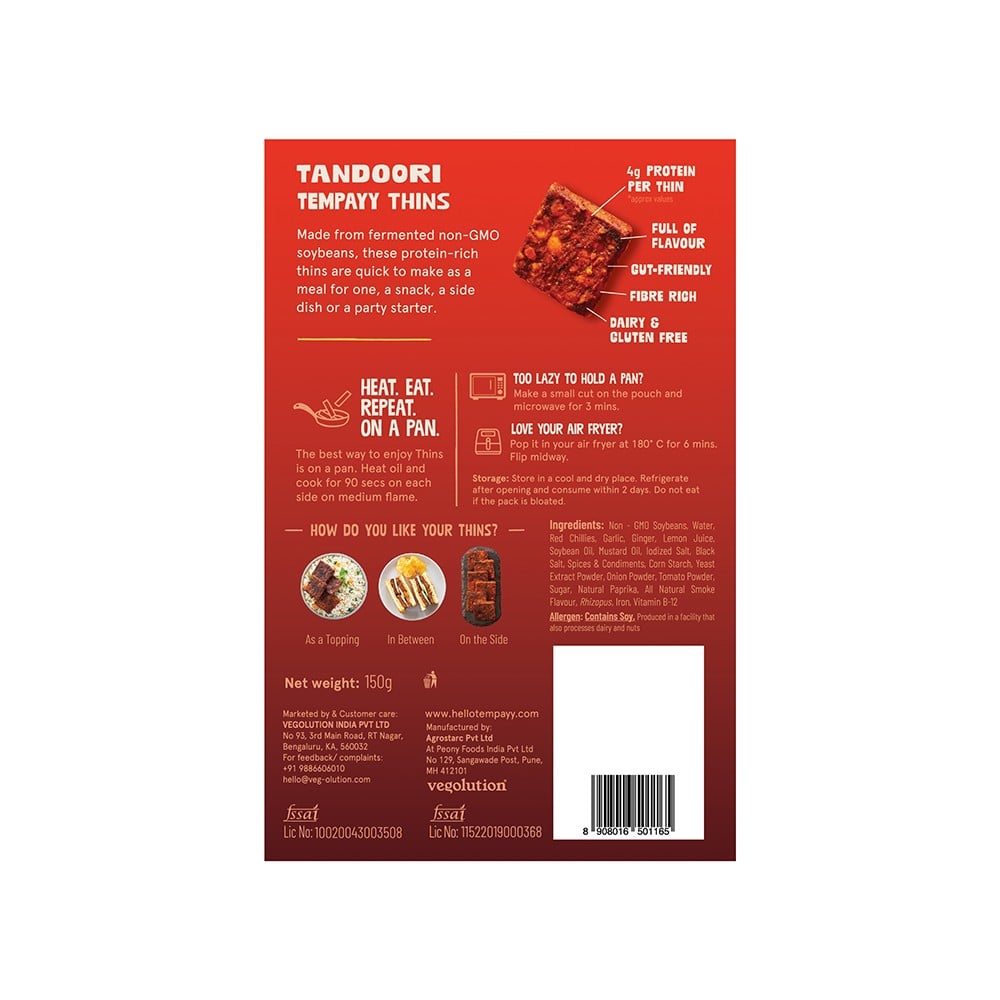 TANDOORI
TEMPAYY THINS
Made from fermented non-GMO
soybeans, these protein-rich
thins are quick to make as a
meal for one, a snack, a side
dish or a party starter.
4g PROTEIN
PER THIN
*approx values
FULL OF
FLAVOUR
GUT-FRIENDLY
FIBRE RICH
DAIRY &
GLUTEN FREE
HEAT. EAT.
REPEAT.
ON A PAN.
The best way to enjoy Thins
is on a pan. Heat oil and
cook for 90 secs on each
side on medium flame.
TOO LAZY TO HOLD A PAN?
Make a small cut on the pouch and
microwave for 3 mins.
LOVE YOUR AIR FRYER?
Pop it in your air fryer at 180° C for 6 mins.
Flip midway.
Storage: Store in a cool and dry place. Refrigerate
after opening and consume within 2 days. Do not eat
if the pack is bloated.
HOW DO YOU LIKE YOUR THINS?
As a Topping
In Between
On the Side
Ingredients: Non - GMO Soybeans, Water,
Red Chillies, Garlic, Ginger, Lemon Juice,
Soybean Oil, Mustard Oil, Iodized Salt, Black
Salt, Spices & Condiments, Corn Starch, Yeast
Extract Powder, Onion Powder, Tomato Powder,
Sugar, Natural Paprika, All Natural Smoke
Flavour, Rhizopus, Iron, Vitamin B-12
Allergen: Contains Soy. Produced in a facility that
also processes dairy and nuts
Net weight: 150g
Marketed by & Customer care:
VEGOLUTION INDIA PVT LTD
No 93, 3rd Main Road, RT Nagar,
Bengaluru, KA, 560032
For feedback/ complaints:
+91 9886606010
hello@veg-olution.com
fssai
Lic No: 10020043003508
www.hellotempayy.com
Manufactured by:
Agrostarc Pvt Ltd
At Peony Foods India Pvt Ltd
No 129, Sangawade Post, Pune,
MH 412101
vegolution
fssai
Lic No: 11522019000368
8 908016 501165